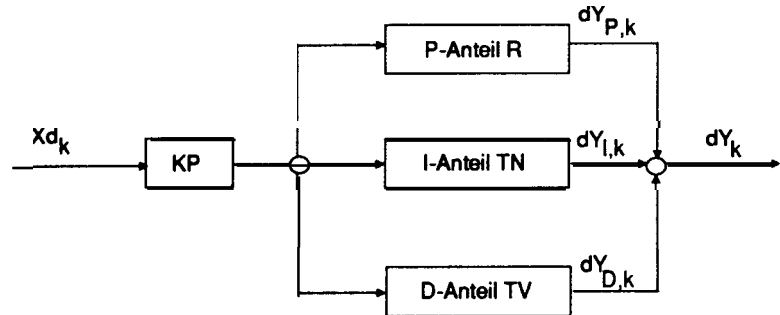 dY_P,k
P-Anteil R
Xd_k
KP
I-Anteil TN
dY_I,k
dY_k
D-Anteil TV
dY_D,k